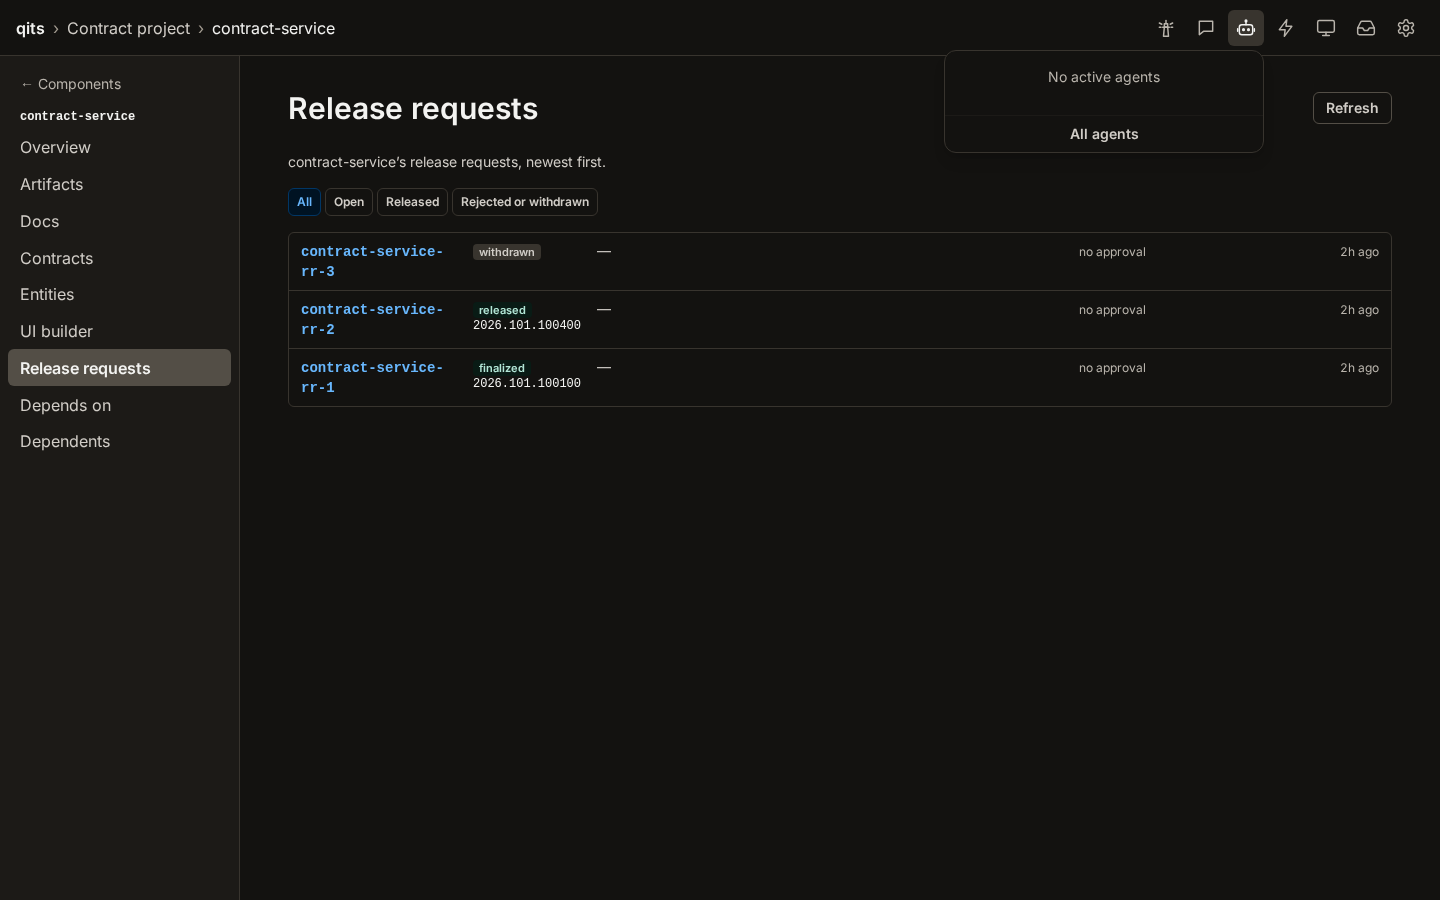 qits › Contract project › contract-service
No active agents
All agents
← Components
contract-service
Overview
Artifacts
Docs
Contracts
Entities
UI builder
Release requests
Depends on
Dependents
Release requests
Refresh
contract-service’s release requests, newest first.
All Open Released Rejected or withdrawn
contract-service- withdrawn — no approval 2h ago
rr-3
contract-service- released — no approval 2h ago
rr-2 2026.101.100400
contract-service- finalized — no approval 2h ago
rr-1 2026.101.100100